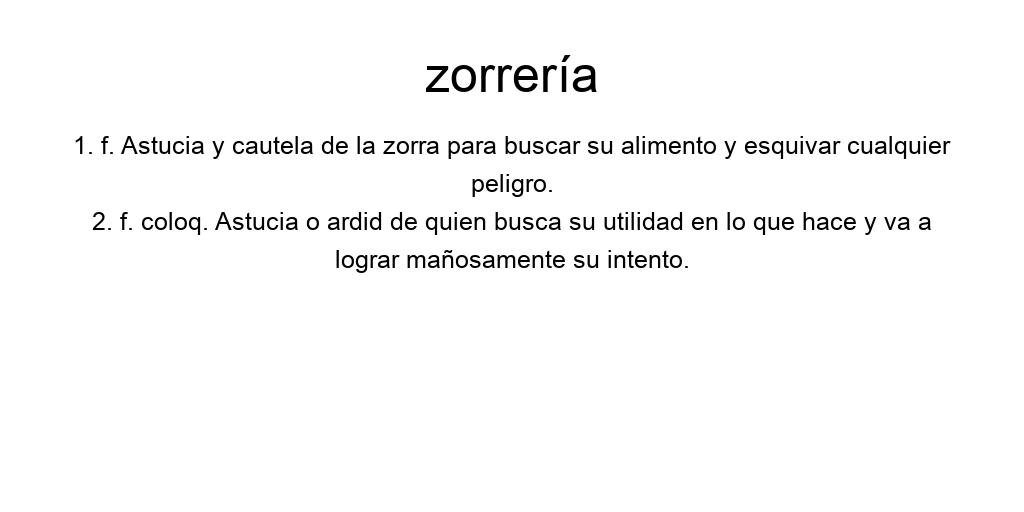 zorrería
1. f. Astucia y cautela de la zorra para buscar su alimento y esquivar cualquier
peligro.
2. f. coloq. Astucia o ardid de quien busca su utilidad en lo que hace y va a
lograr mañosamente su intento.